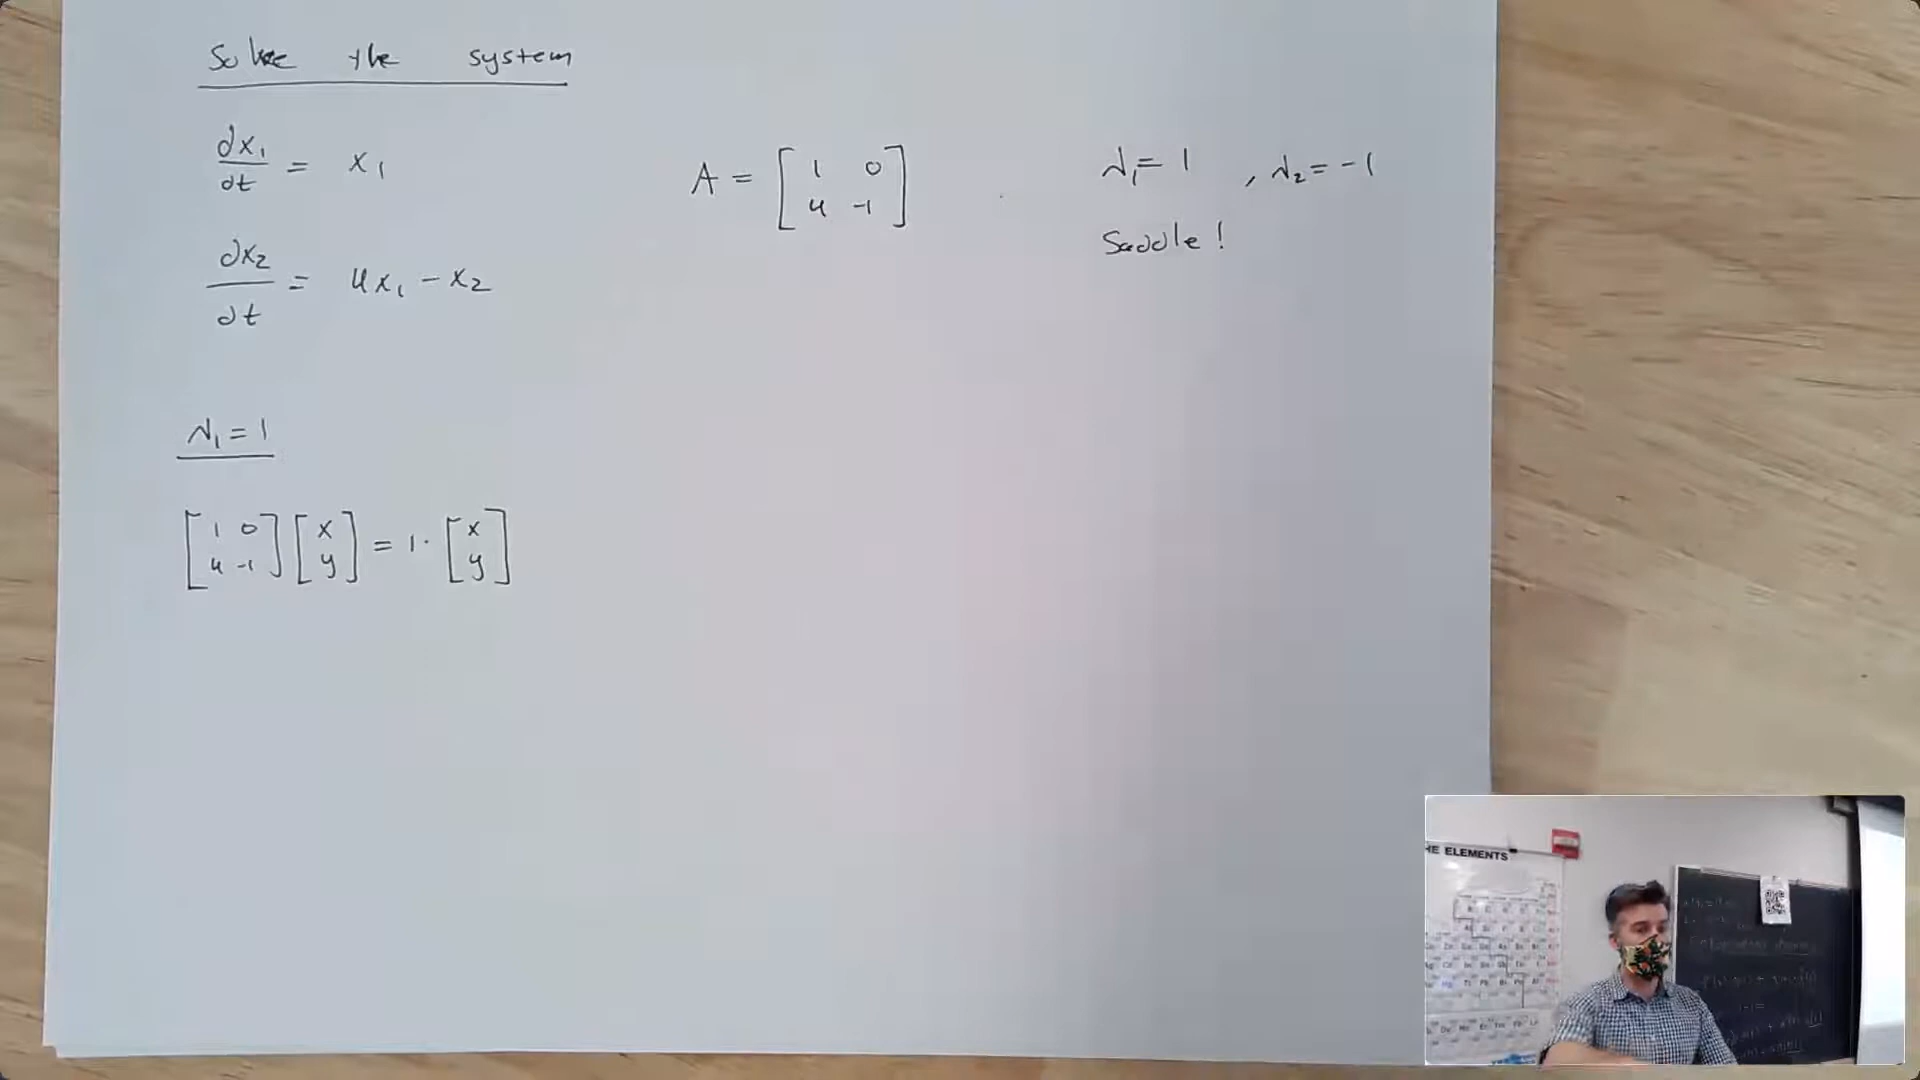 Solve the system
dx₁/dt = x₁
A = [1 0; 4 -1]
λ₁ = 1 , λ₂ = -1
Saddle!
dx₂/dt = 4x₁ - x₂
λ₁ = 1
[1 0; 4 -1] [x; y] = 1 · [x; y]
HE ELEMENTS